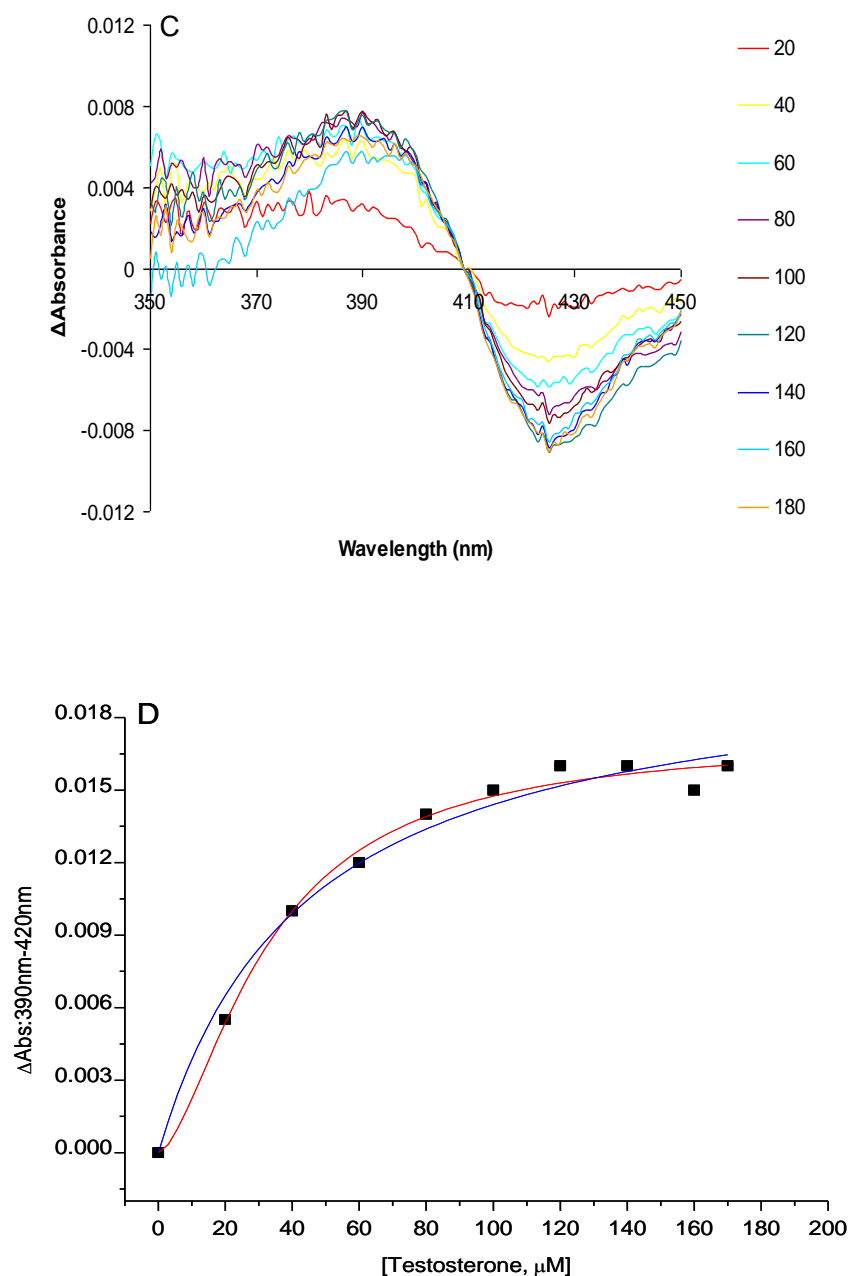 C
0.012
0.008
0.004
0
-0.004
-0.008
-0.012
350 370 390 410 430 450
ΔAbsorbance
Wavelength (nm)
20
40
60
80
100
120
140
160
180
D
0.018
0.015
0.012
0.009
0.006
0.003
0.000
0 20 40 60 80 100 120 140 160 180 200
ΔAbs:390nm-420nm
[Testosterone, μM]